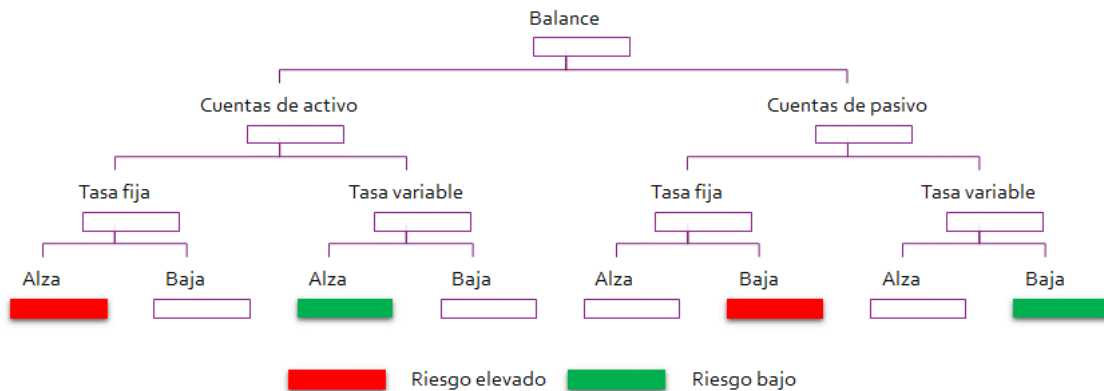 Balance
Cuentas de activo Cuentas de pasivo
Tasa fija Tasa variable Tasa fija Tasa variable
Alza Baja Alza Baja Alza Baja Alza Baja
Riesgo elevado Riesgo bajo